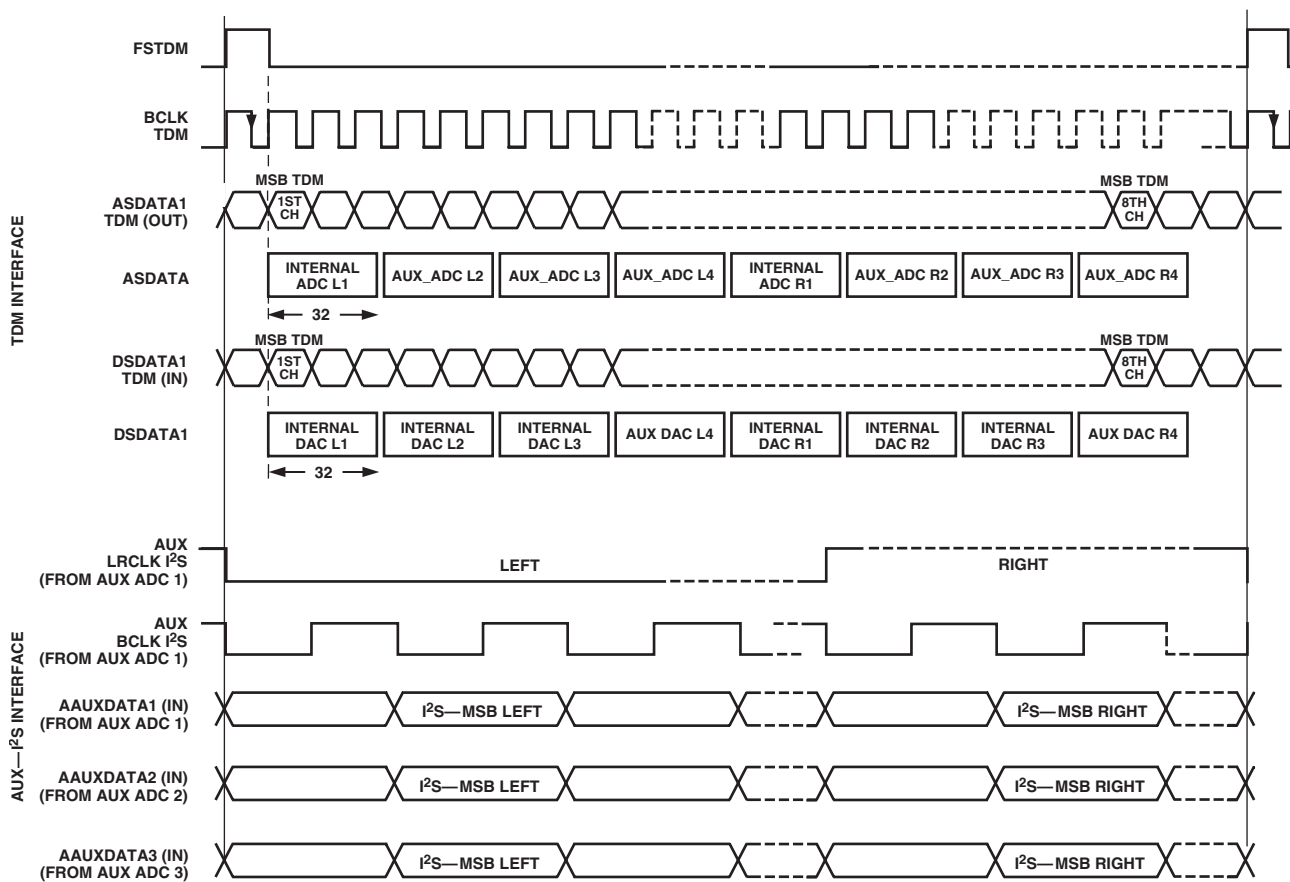 TDM INTERFACE
FSTDM
BCLK
TDM
MSB TDM
MSB TDM
ASDATA1
TDM (OUT)
1ST
CH
8TH
CH
ASDATA
INTERNAL
ADC L1
AUX_ADC L2
AUX_ADC L3
AUX_ADC L4
INTERNAL
ADC R1
AUX_ADC R2
AUX_ADC R3
AUX_ADC R4
32
MSB TDM
MSB TDM
DSDATA1
TDM (IN)
1ST
CH
8TH
CH
DSDATA1
INTERNAL
DAC L1
INTERNAL
DAC L2
INTERNAL
DAC L3
AUX DAC L4
INTERNAL
DAC R1
INTERNAL
DAC R2
INTERNAL
DAC R3
AUX DAC R4
32
AUX—I²S INTERFACE
AUX
LRCLK I²S
(FROM AUX ADC 1)
LEFT
RIGHT
AUX
BCLK I²S
(FROM AUX ADC 1)
AAUXDATA1 (IN)
(FROM AUX ADC 1)
I²S—MSB LEFT
I²S—MSB RIGHT
AAUXDATA2 (IN)
(FROM AUX ADC 2)
I²S—MSB LEFT
I²S—MSB RIGHT
AAUXDATA3 (IN)
(FROM AUX ADC 3)
I²S—MSB LEFT
I²S—MSB RIGHT